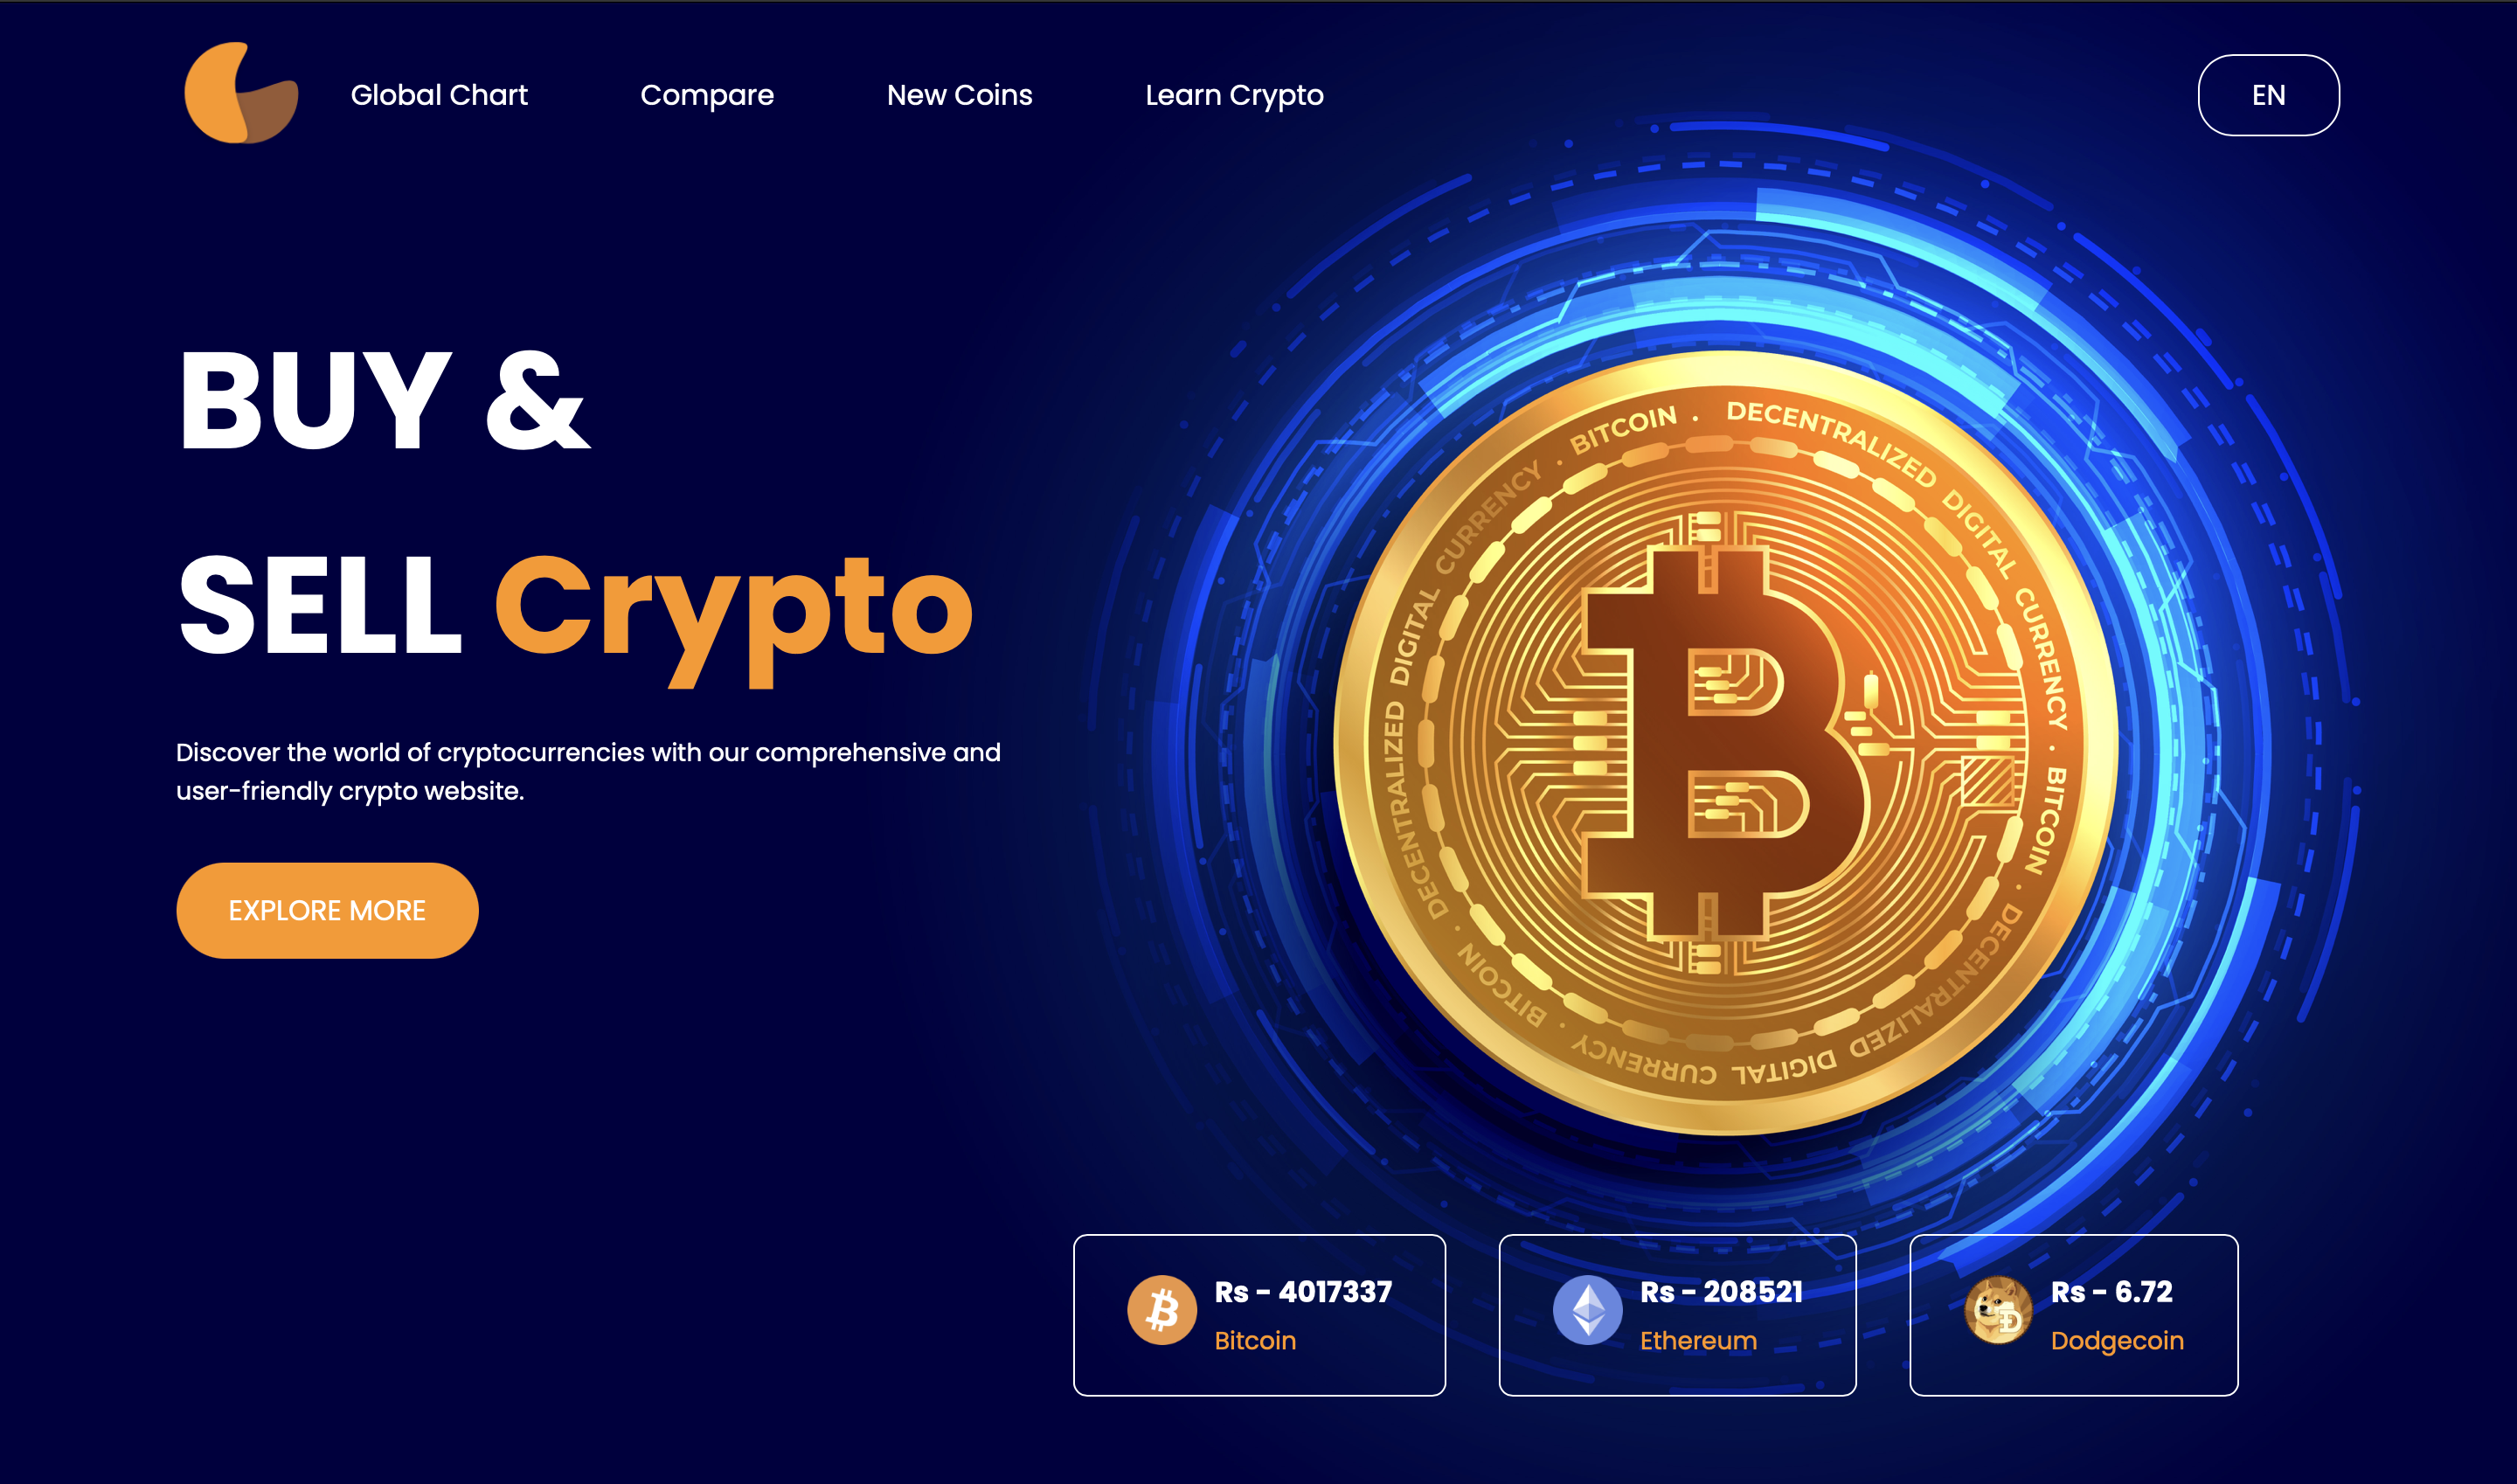 Global Chart
Compare
New Coins
Learn Crypto
EN
BUY &
SELL Crypto
Discover the world of cryptocurrencies with our comprehensive and
user-friendly crypto website.
EXPLORE MORE
DECENTRALIZED DIGITAL CURRENCY . BITCOIN . DECENTRALIZED DIGITAL CURRENCY . BITCOIN . DECENTRALIZED DIGITAL CURRENCY . BITCOIN .
Rs - 4017337
Bitcoin
Rs - 208521
Ethereum
Rs - 6.72
Dodgecoin